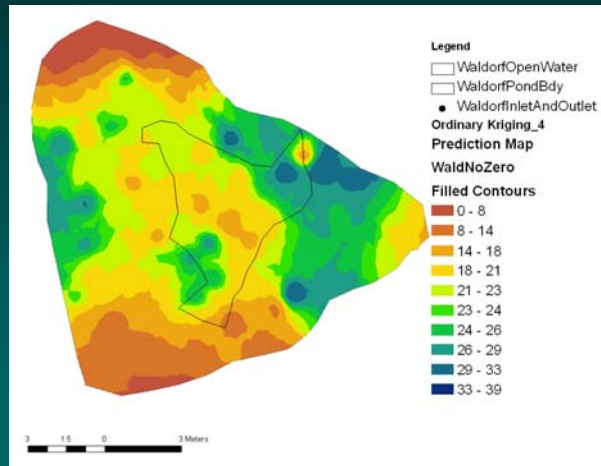 Legend
WaldorfOpenWater
WaldorfPondBdy
WaldorfInletAndOutlet
Ordinary Kriging_4
Prediction Map
WaldNoZero
Filled Contours
0 - 8
8 - 14
14 - 18
18 - 21
21 - 23
23 - 24
24 - 26
26 - 29
29 - 33
33 - 39
3 1.5 0 3 Meters